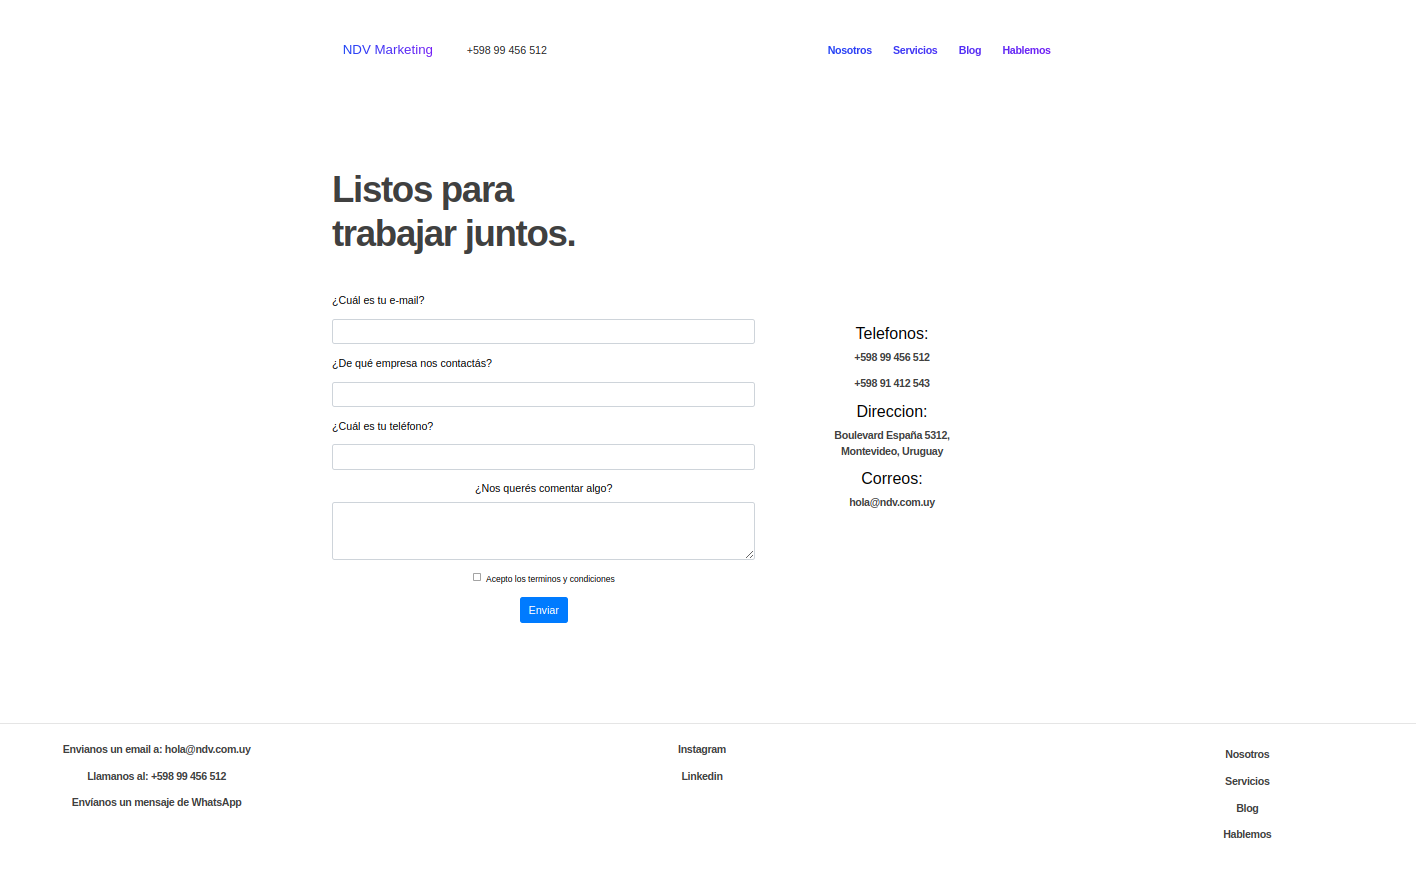 NDV Marketing
+598 99 456 512
Nosotros
Servicios
Blog
Hablemos
Listos para
trabajar juntos.
¿Cuál es tu e-mail?
¿De qué empresa nos contactás?
¿Cuál es tu teléfono?
¿Nos querés comentar algo?
Acepto los terminos y condiciones
Enviar
Telefonos:
+598 99 456 512
+598 91 412 543
Direccion:
Boulevard España 5312,
Montevideo, Uruguay
Correos:
hola@ndv.com.uy
Envianos un email a: hola@ndv.com.uy
Llamanos al: +598 99 456 512
Envíanos un mensaje de WhatsApp
Instagram
Linkedin
Nosotros
Servicios
Blog
Hablemos